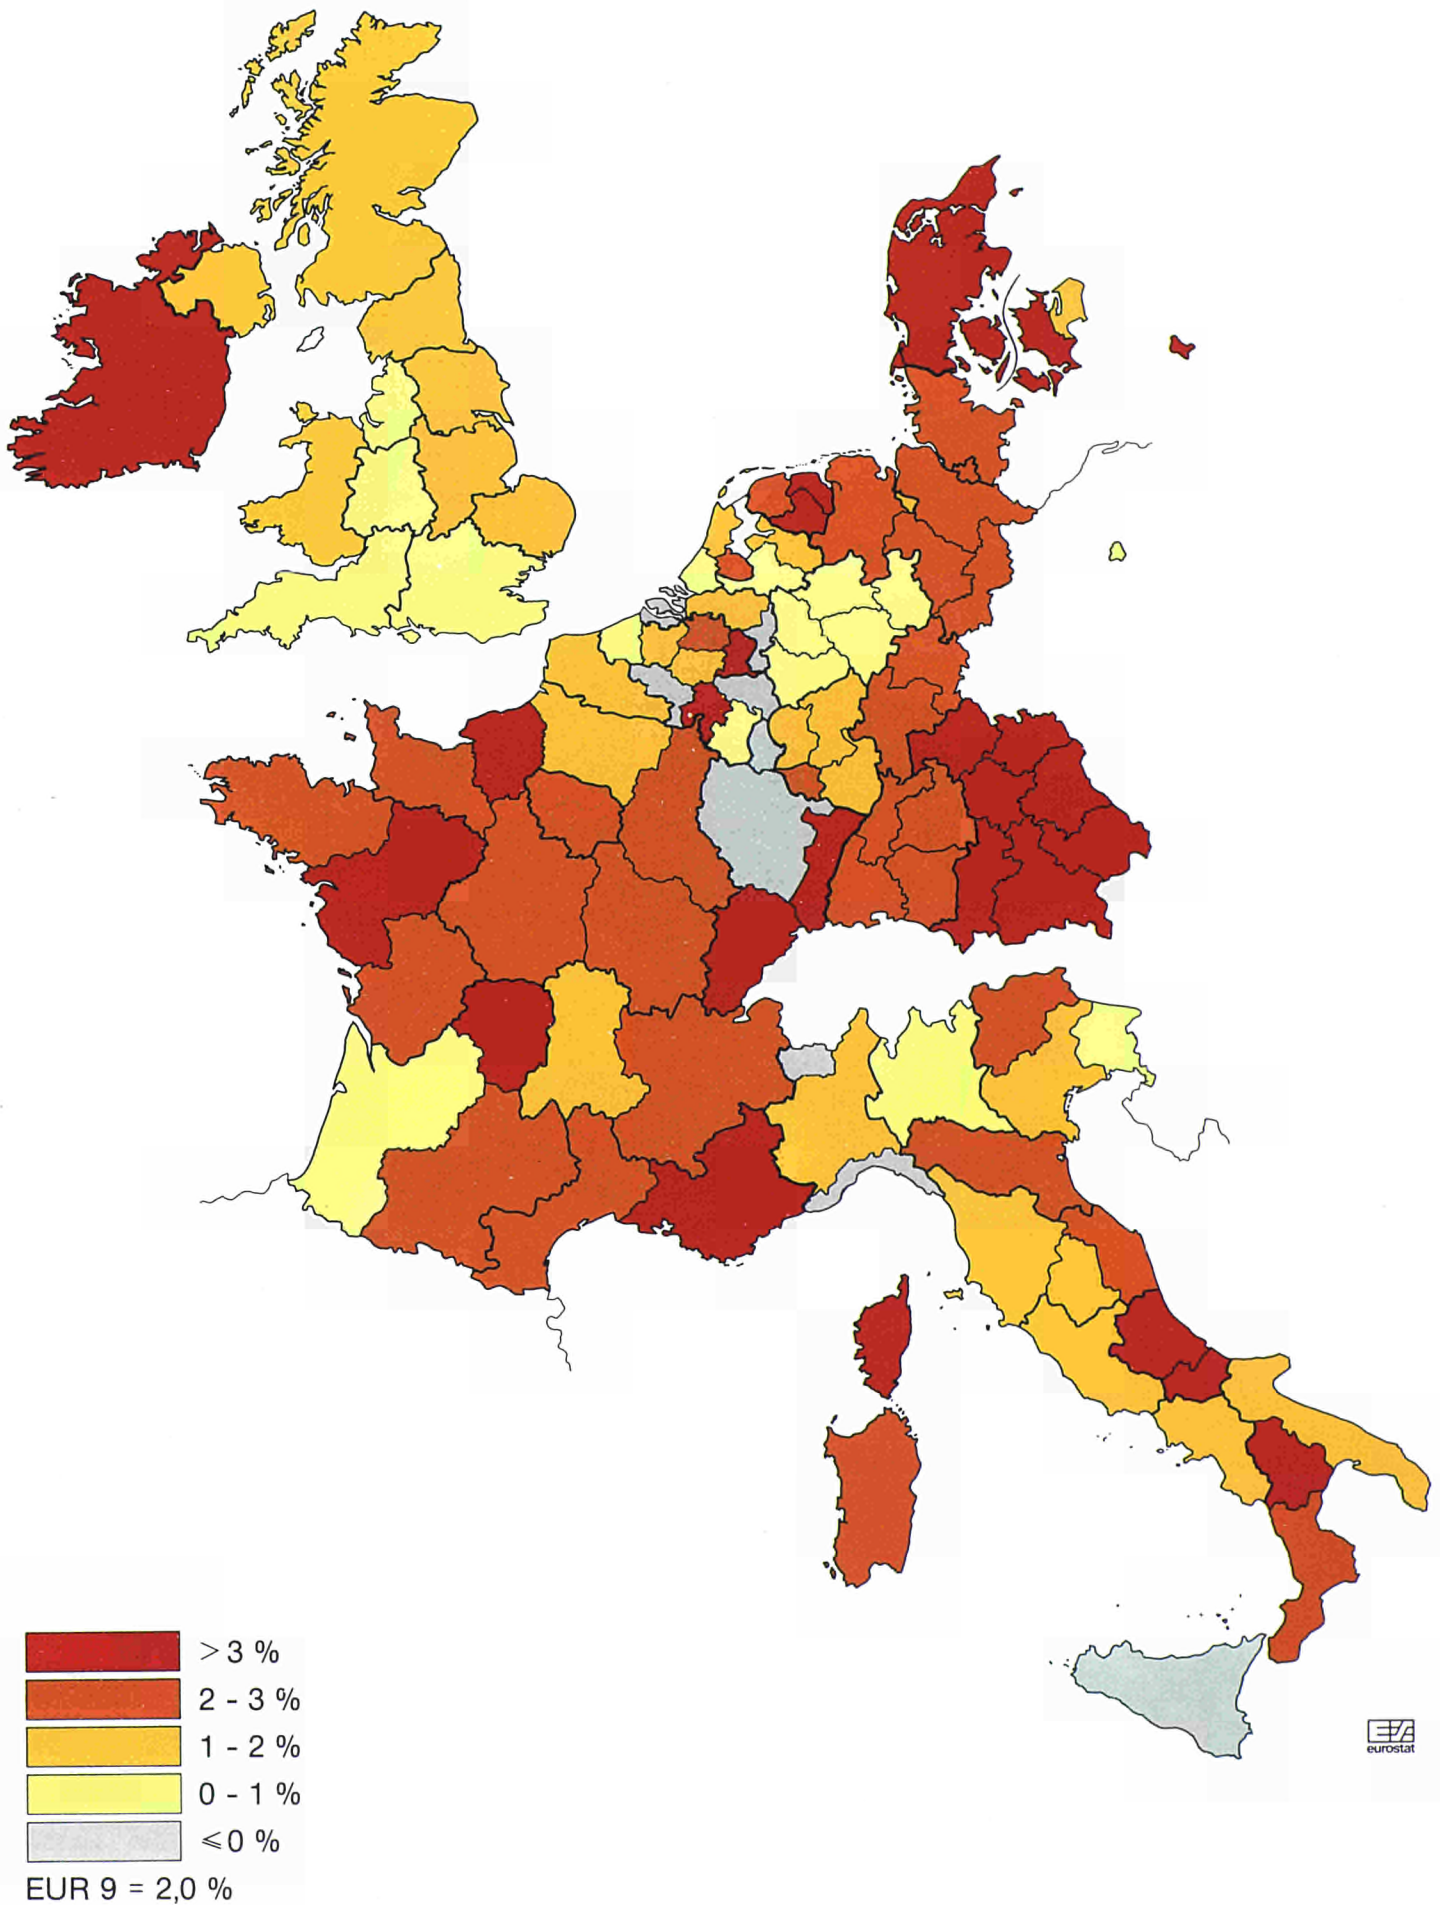 > 3 %
2 - 3 %
1 - 2 %
0 - 1 %
⩽0 %
EUR 9 = 2,0 %
eurostat